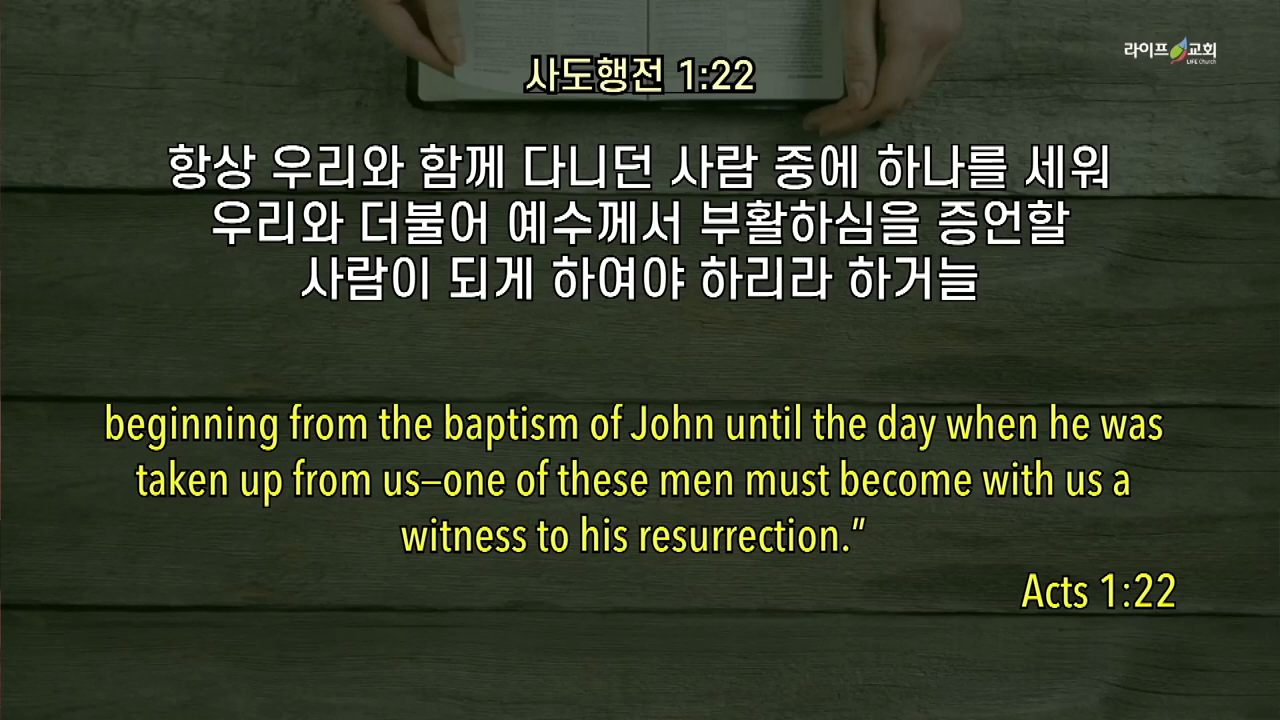 라이프 교회
LIFE Church
사도행전 1:22
항상 우리와 함께 다니던 사람 중에 하나를 세워
우리와 더불어 예수께서 부활하심을 증언할
사람이 되게 하여야 하리라 하거늘
beginning from the baptism of John until the day when he was
taken up from us—one of these men must become with us a
witness to his resurrection.”
Acts 1:22